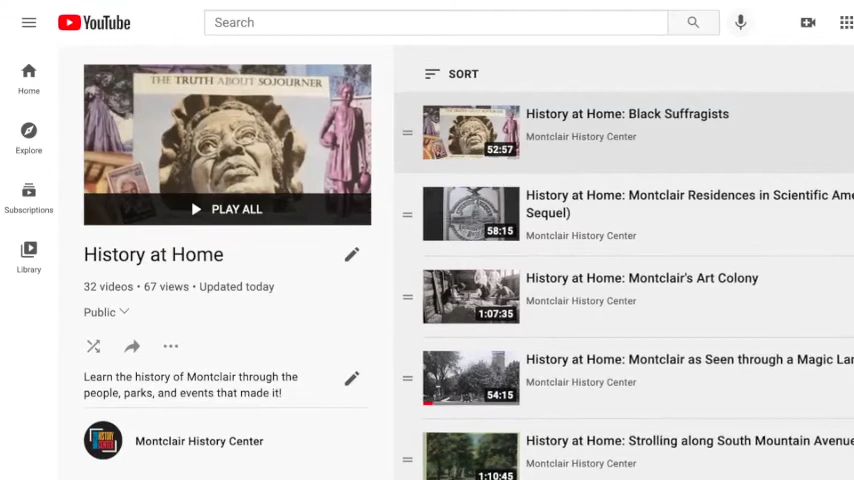 YouTube
Search
Home
Explore
Subscriptions
Library
THE TRUTH ABOUT SOJOURNER
PLAY ALL
History at Home
32 videos • 67 views • Updated today
Public
Learn the history of Montclair through the
people, parks, and events that made it!
Montclair History Center
SORT
52:57
History at Home: Black Suffragists
Montclair History Center
58:15
History at Home: Montclair Residences in Scientific Ame
Sequel)
Montclair History Center
1:07:35
History at Home: Montclair's Art Colony
Montclair History Center
54:15
History at Home: Montclair as Seen through a Magic Lan
Montclair History Center
1:10:45
History at Home: Strolling along South Mountain Avenue
Montclair History Center